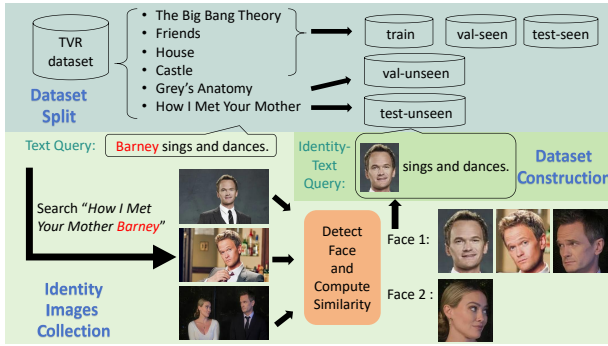 TVR
dataset
• The Big Bang Theory
• Friends
• House
• Castle
• Grey's Anatomy
• How I Met Your Mother
train
val-seen
test-seen
val-unseen
test-unseen
Dataset
Split
Text Query:
Barney sings and dances.
Identity-
Text
Query:
sings and dances.
Dataset
Construction
Search "How I Met
Your Mother Barney"
Detect
Face
and
Compute
Similarity
Face 1:
Face 2 :
Identity
Images
Collection